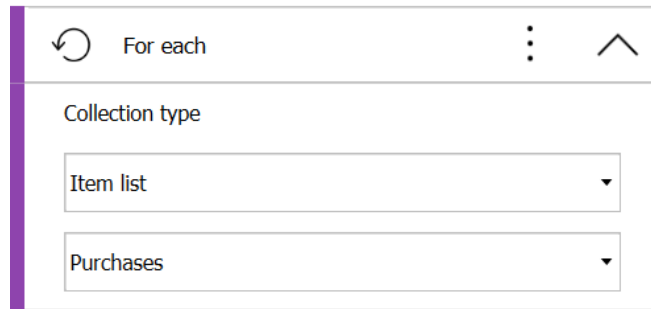 For each
Collection type
Item list
Purchases